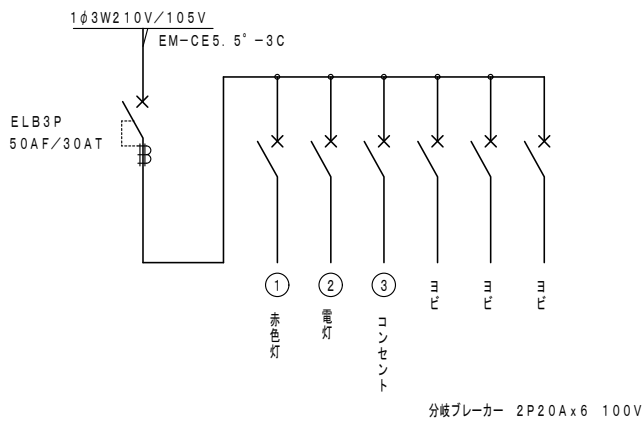 1φ3W210V/105V
EM-CE5.5°-3C
ELB3P
50AF/30AT
1
2
3
ヨビ
ヨビ
ヨビ
赤色灯
電灯
コンセント
分岐ブレーカー 2P20Ax6 100V